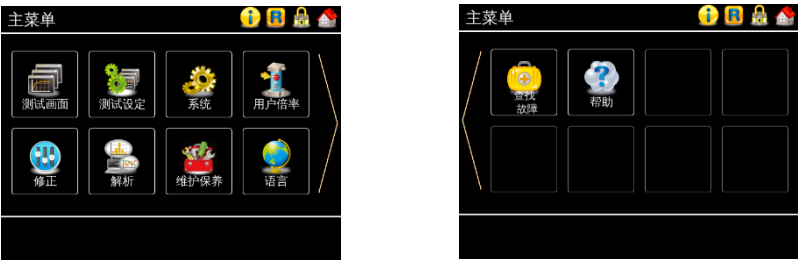 主菜单
i R
测试画面 测试设定 系统 用户倍率
修正 解析 维护保养 语言
主菜单
i R
查找
故障 帮助
?